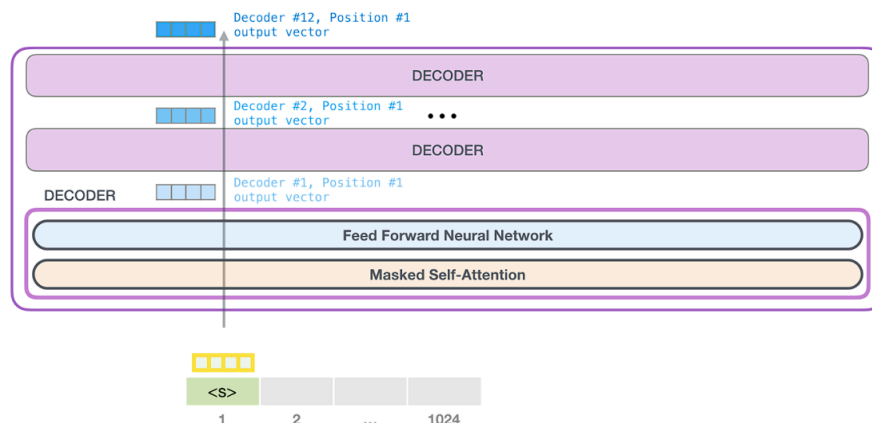 Decoder #12, Position #1
output vector
DECODER
Decoder #2, Position #1
output vector
...
DECODER
Decoder #1, Position #1
output vector
DECODER
Feed Forward Neural Network
Masked Self-Attention
<s>
1 2 ... 1024